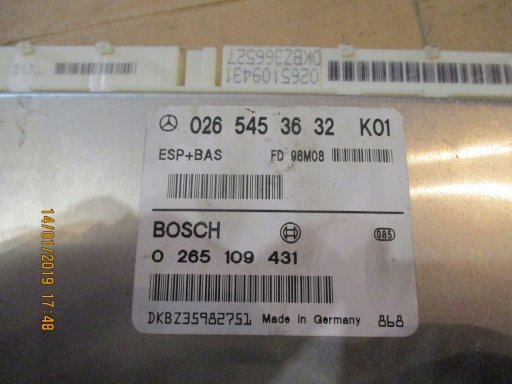 0265109431
DKBZ366527
026 545 36 32 K01
ESP+BAS FD 98M08
BOSCH 085
0 265 109 431
DKBZ35982751 Made in Germany 868
14/01/2019 17:48